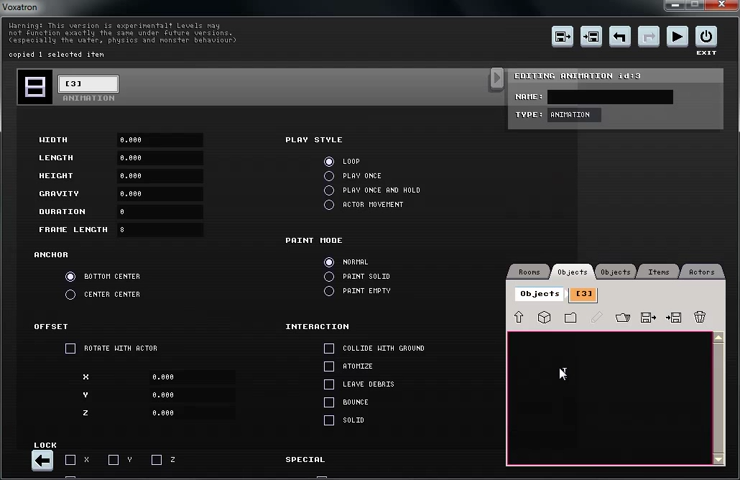 Voxatron
Warning: This version is experimental! Levels may
not function exactly the same under future versions.
(especially the water, physics and monster behaviour)
copied 1 selected item
EXIT
[3]
ANIMATION
EDITING ANIMATION id:3
NAME:
TYPE: ANIMATION
WIDTH 0.000
LENGTH 0.000
HEIGHT 0.000
GRAVITY 0.000
DURATION 0
FRAME LENGTH 8
ANCHOR
BOTTOM CENTER
CENTER CENTER
OFFSET
ROTATE WITH ACTOR
X 0.000
Y 0.000
Z 0.000
LOCK
X Y Z
PLAY STYLE
LOOP
PLAY ONCE
PLAY ONCE AND HOLD
ACTOR MOVEMENT
PAINT MODE
NORMAL
PAINT SOLID
PAINT EMPTY
INTERACTION
COLLIDE WITH GROUND
ATOMIZE
LEAVE DEBRIS
BOUNCE
SOLID
SPECIAL
Rooms Objects Objects Items Actors
Objects [3]